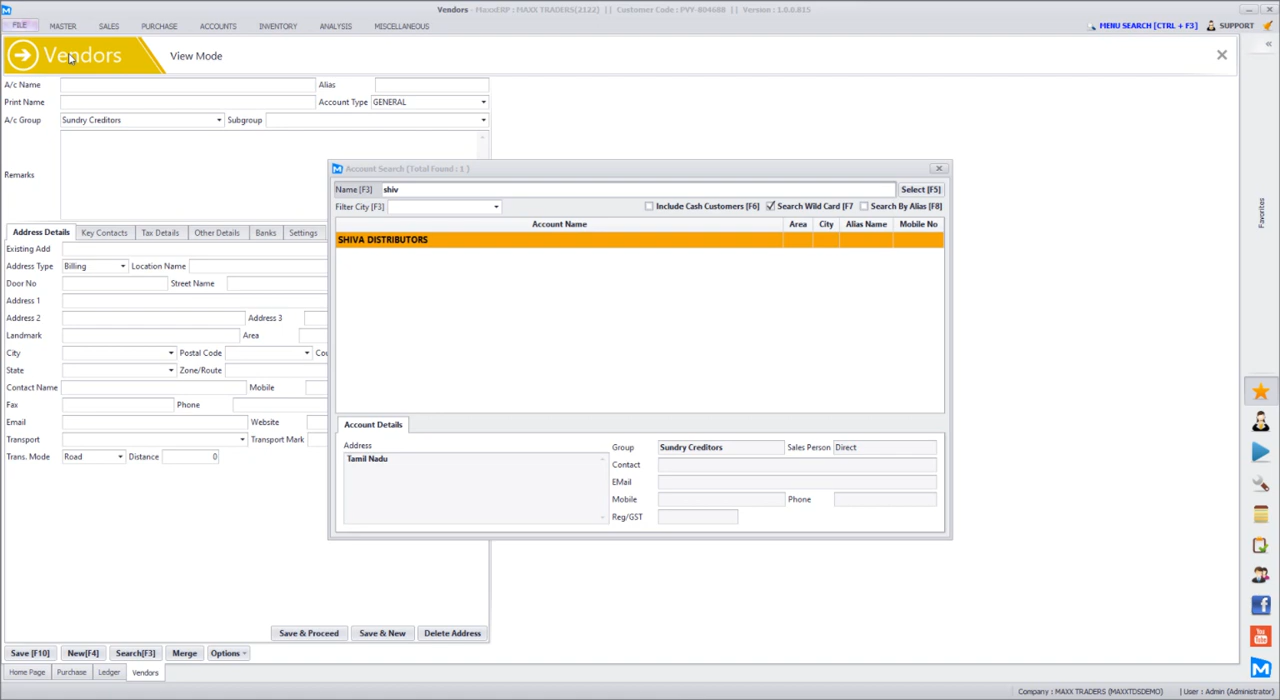 Vendors - MaxxERP : MAXX TRADERS(2122) || Customer Code : PVY-804688 || Version : 1.0.0.815
FILE MASTER SALES PURCHASE ACCOUNTS INVENTORY ANALYSIS MISCELLANEOUS MENU SEARCH [CTRL + F3] SUPPORT
Vendors View Mode
A/c Name Alias
Print Name Account Type GENERAL
A/c Group Sundry Creditors Subgroup
Remarks
Account Search [Total Found : 1 ]
Name [F3] shiv Select [F5]
Filter City [F3] Include Cash Customers [F6] Search Wild Card [F7 Search By Alias [F8]
Account Name Area City Alias Name Mobile No
SHIVA DISTRIBUTORS
Account Details
Address
Tamil Nadu
Group Sundry Creditors Sales Person Direct
Contact
EMail
Mobile Phone
Reg/GST
Address Details Key Contacts Tax Details Other Details Banks Settings
Existing Add
Address Type Billing Location Name
Door No Street Name
Address 1
Address 2 Address 3
Landmark Area
City Postal Code Cou
State Zone/Route
Contact Name Mobile
Fax Phone
Email Website
Transport Transport Mark
Trans. Mode Road Distance 0
Favorites
Save & Proceed Save & New Delete Address
Save [F10] New[F4] Search[F3] Merge Options
Home Page Purchase Ledger Vendors
Company : MAXX TRADERS (MAXXTDSDEMO) | User : Admin (Administrator)